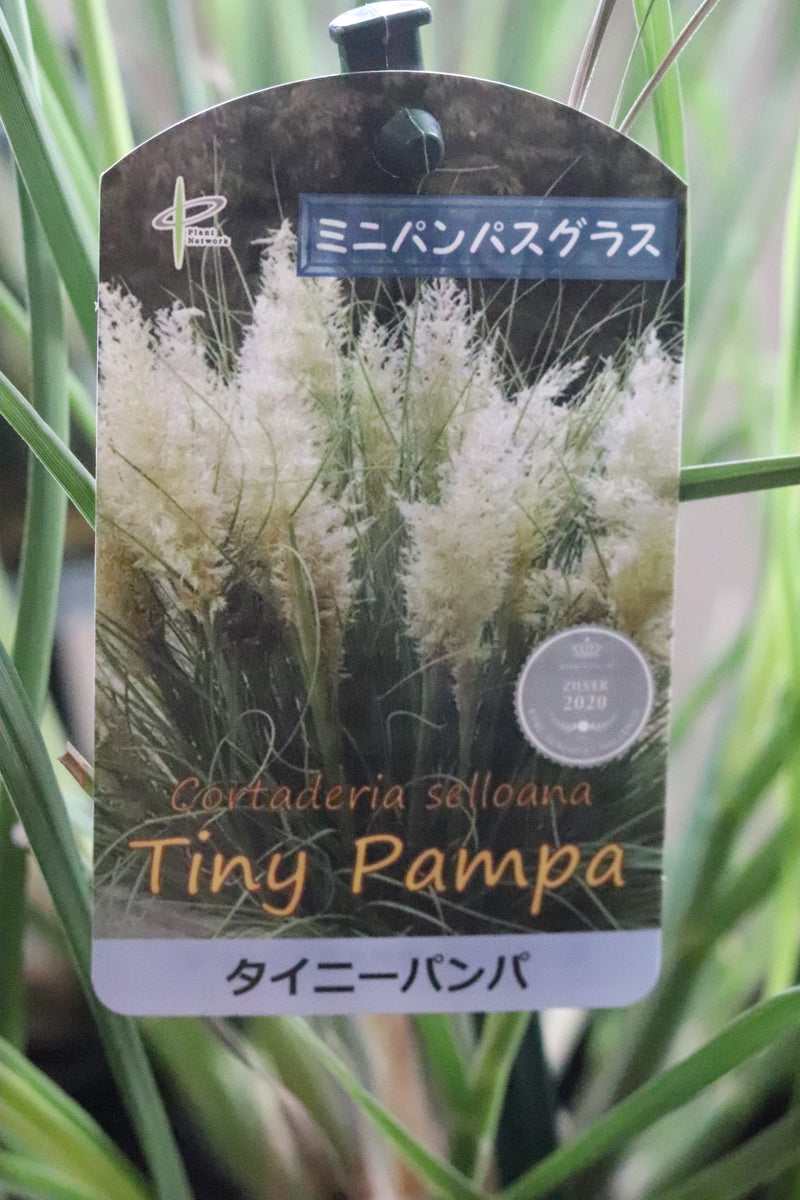 Plant
Network
ミニパンパスグラス
ZILVER
2020
Cortaderia selloana
Tiny Pampa
タイニーパンパ